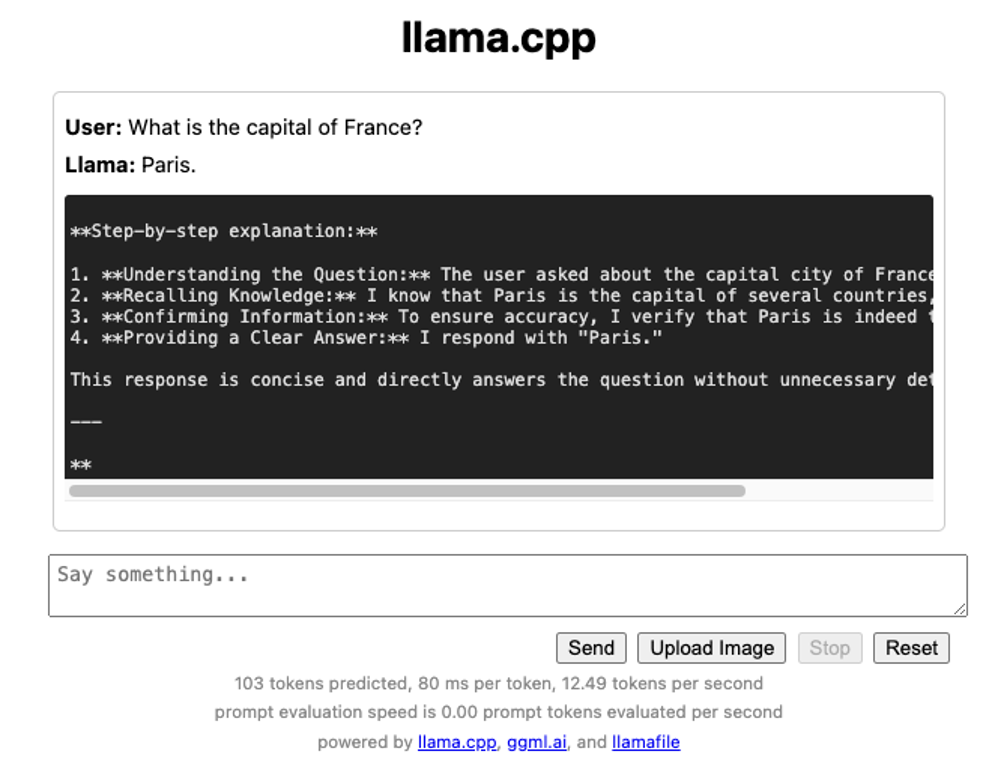 llama.cpp
User: What is the capital of France?
Llama: Paris.
**Step-by-step explanation:**
1. **Understanding the Question:** The user asked about the capital city of France
2. **Recalling Knowledge:** I know that Paris is the capital of several countries,
3. **Confirming Information:** To ensure accuracy, I verify that Paris is indeed
4. **Providing a Clear Answer:** I respond with "Paris."
This response is concise and directly answers the question without unnecessary
---
**
Say something...
Send Upload Image Stop Reset
103 tokens predicted, 80 ms per token, 12.49 tokens per second
prompt evaluation speed is 0.00 prompt tokens evaluated per second
powered by llama.cpp, ggml.ai, and llamafile